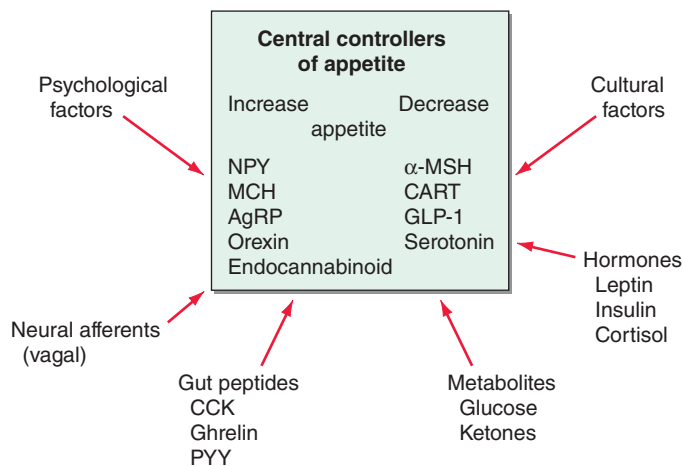 Central controllers
of appetite
Psychological
factors
Cultural
factors
Increase Decrease
appetite
NPY α-MSH
MCH CART
AgRP GLP-1
Orexin Serotonin
Endocannabinoid
Hormones
Leptin
Insulin
Cortisol
Neural afferents
(vagal)
Gut peptides
CCK
Ghrelin
PYY
Metabolites
Glucose
Ketones